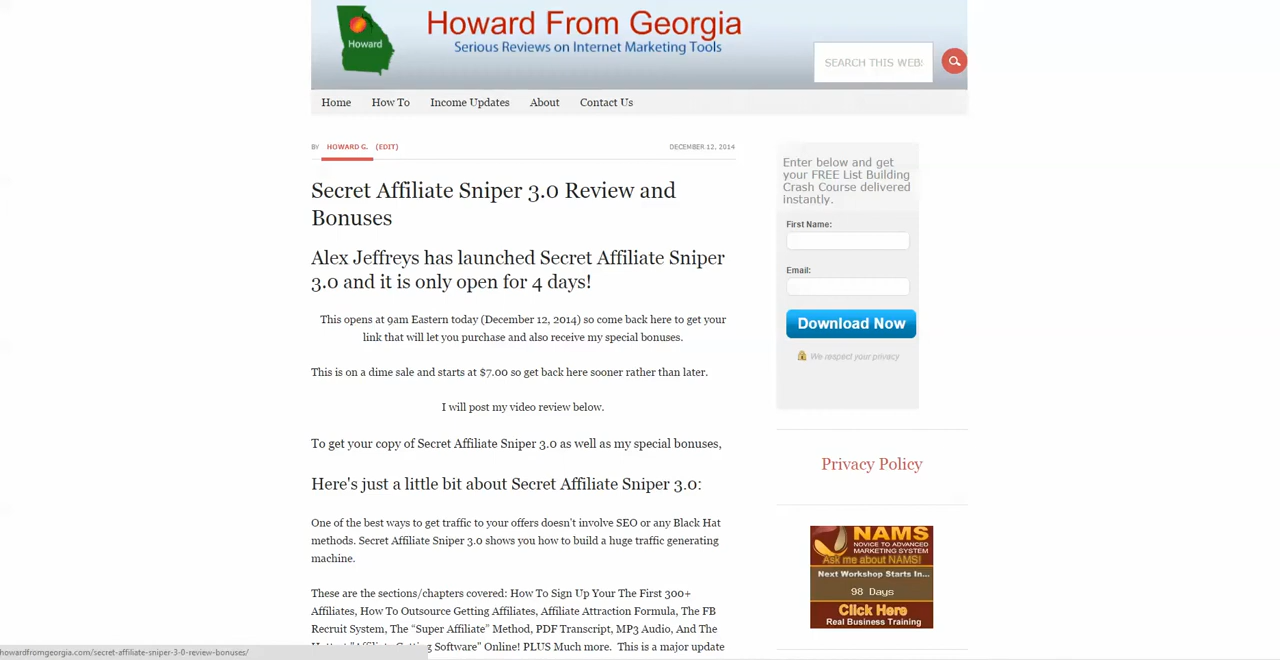 Howard
Howard From Georgia
Serious Reviews on Internet Marketing Tools
SEARCH THIS WEB
Home
How To
Income Updates
About
Contact Us
BY HOWARD G. (EDIT)
DECEMBER 12, 2014
Secret Affiliate Sniper 3.0 Review and
Bonuses
Alex Jeffreys has launched Secret Affiliate Sniper
3.0 and it is only open for 4 days!
This opens at 9am Eastern today (December 12, 2014) so come back here to get your
link that will let you purchase and also receive my special bonuses.
This is on a dime sale and starts at $7.00 so get back here sooner rather than later.
I will post my video review below.
To get your copy of Secret Affiliate Sniper 3.0 as well as my special bonuses,
Here's just a little bit about Secret Affiliate Sniper 3.0:
One of the best ways to get traffic to your offers doesn't involve SEO or any Black Hat
methods. Secret Affiliate Sniper 3.0 shows you how to build a huge traffic generating
machine.
These are the sections/chapters covered: How To Sign Up Your The First 300+
Affiliates, How To Outsource Getting Affiliates, Affiliate Attraction Formula, The FB
Recruit System, The “Super Affiliate” Method, PDF Transcript, MP3 Audio, And The
Getting Software" Online! PLUS Much more. This is a major update
howardfromgeorgia.com/secret-affiliate-sniper-3-0-review-bonuses/
Enter below and get
your FREE List Building
Crash Course delivered
instantly.
First Name:
Email:
Download Now
We respect your privacy
Privacy Policy
NAMS
NOVICE TO ADVANCED
MARKETING SYSTEM
Ask me about NAMS!
Next Workshop Starts In...
98 Days
Click Here
Real Business Training